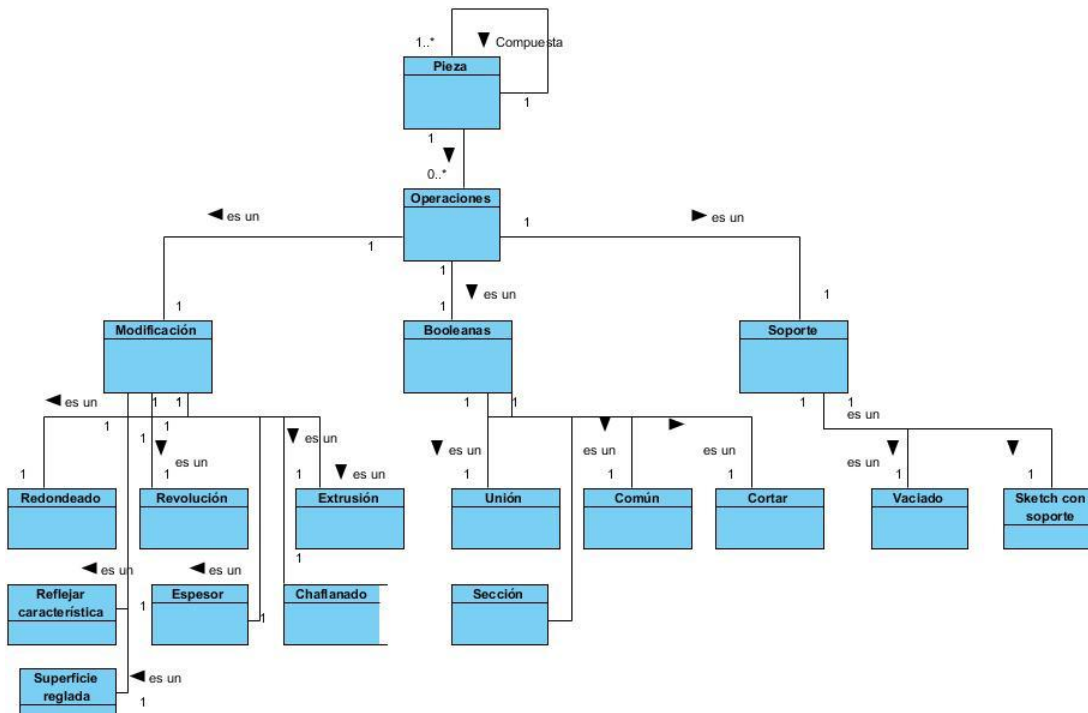 1..*
Compuesta
Pieza
1
1
0..*
Operaciones
es un
1
es un
1
1
es un
1
1
1
Modificación
Booleanas
Soporte
es un
1
1
1
1
1
1
1
es un
1
1
es un
es un
es un
es un
es un
es un
1
1
1
es un
1
1
1
1
1
Redondeado
Revolución
Extrusión
Unión
Común
Cortar
Vaciado
Sketch con
soporte
1
es un
es un
Reflejar
característica
1
Espesor
1
Chaflanado
Sección
es un
Superficie
reglada
1